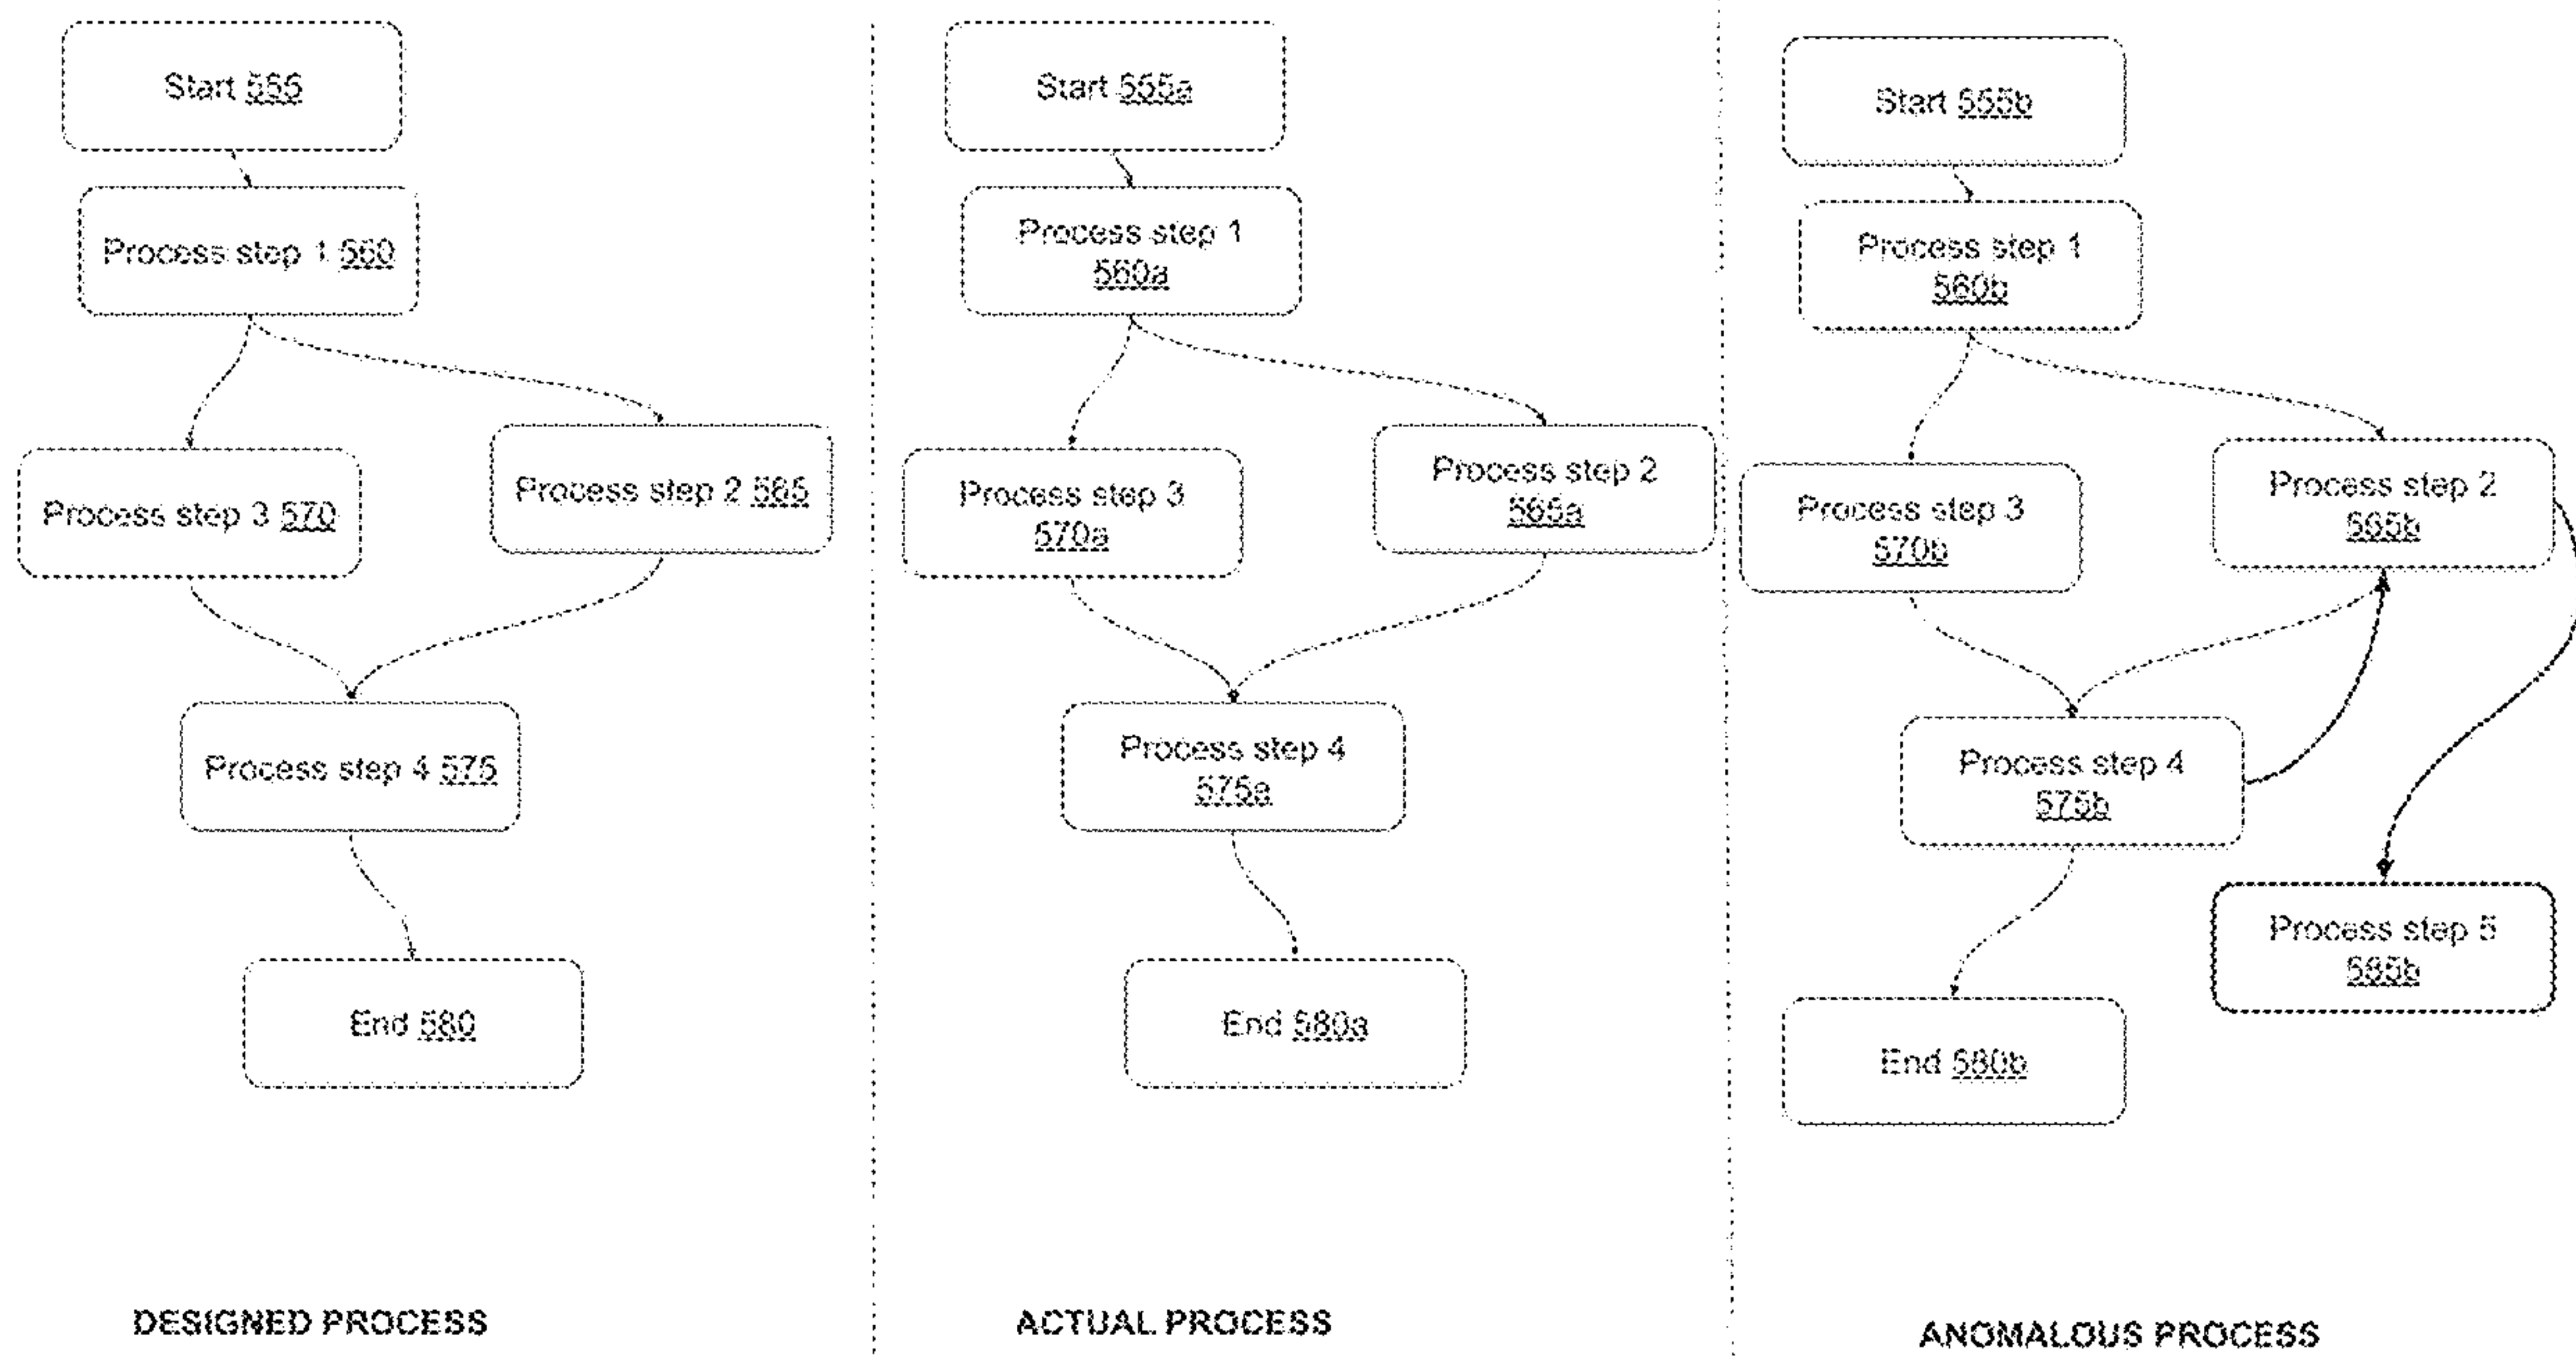 Start 555
Process step 1 560
Process step 3 570
Process step 2 565
Process step 4 575
End 580
DESIGNED PROCESS
Start 555a
Process step 1
560a
Process step 3
570a
Process step 2
565a
Process step 4
575a
End 580a
ACTUAL PROCESS
Start 555b
Process step 1
560b
Process step 3
570b
Process step 2
565b
Process step 4
575b
Process step 5
585b
End 580b
ANOMALOUS PROCESS